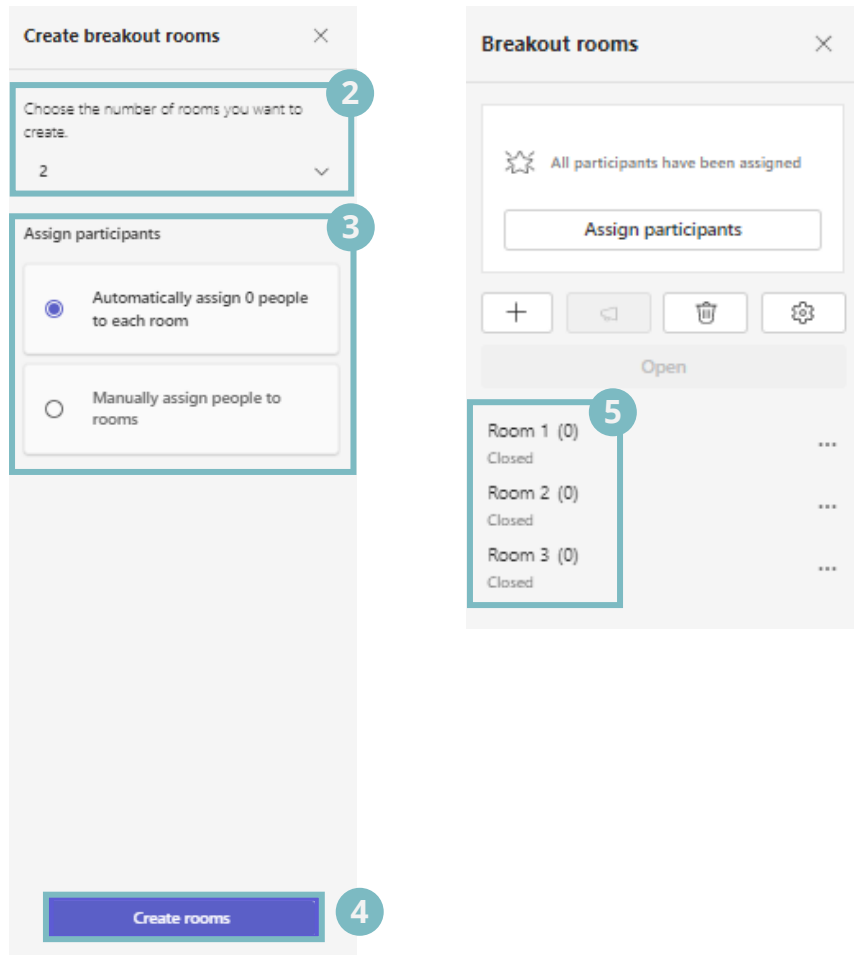 Create breakout rooms
2
Choose the number of rooms you want to
create.
2
3
Assign participants
Automatically assign 0 people
to each room
Manually assign people to
rooms
Create rooms
4
Breakout rooms
All participants have been assigned
Assign participants
Open
5
Room 1 (0)
Closed
Room 2 (0)
Closed
Room 3 (0)
Closed